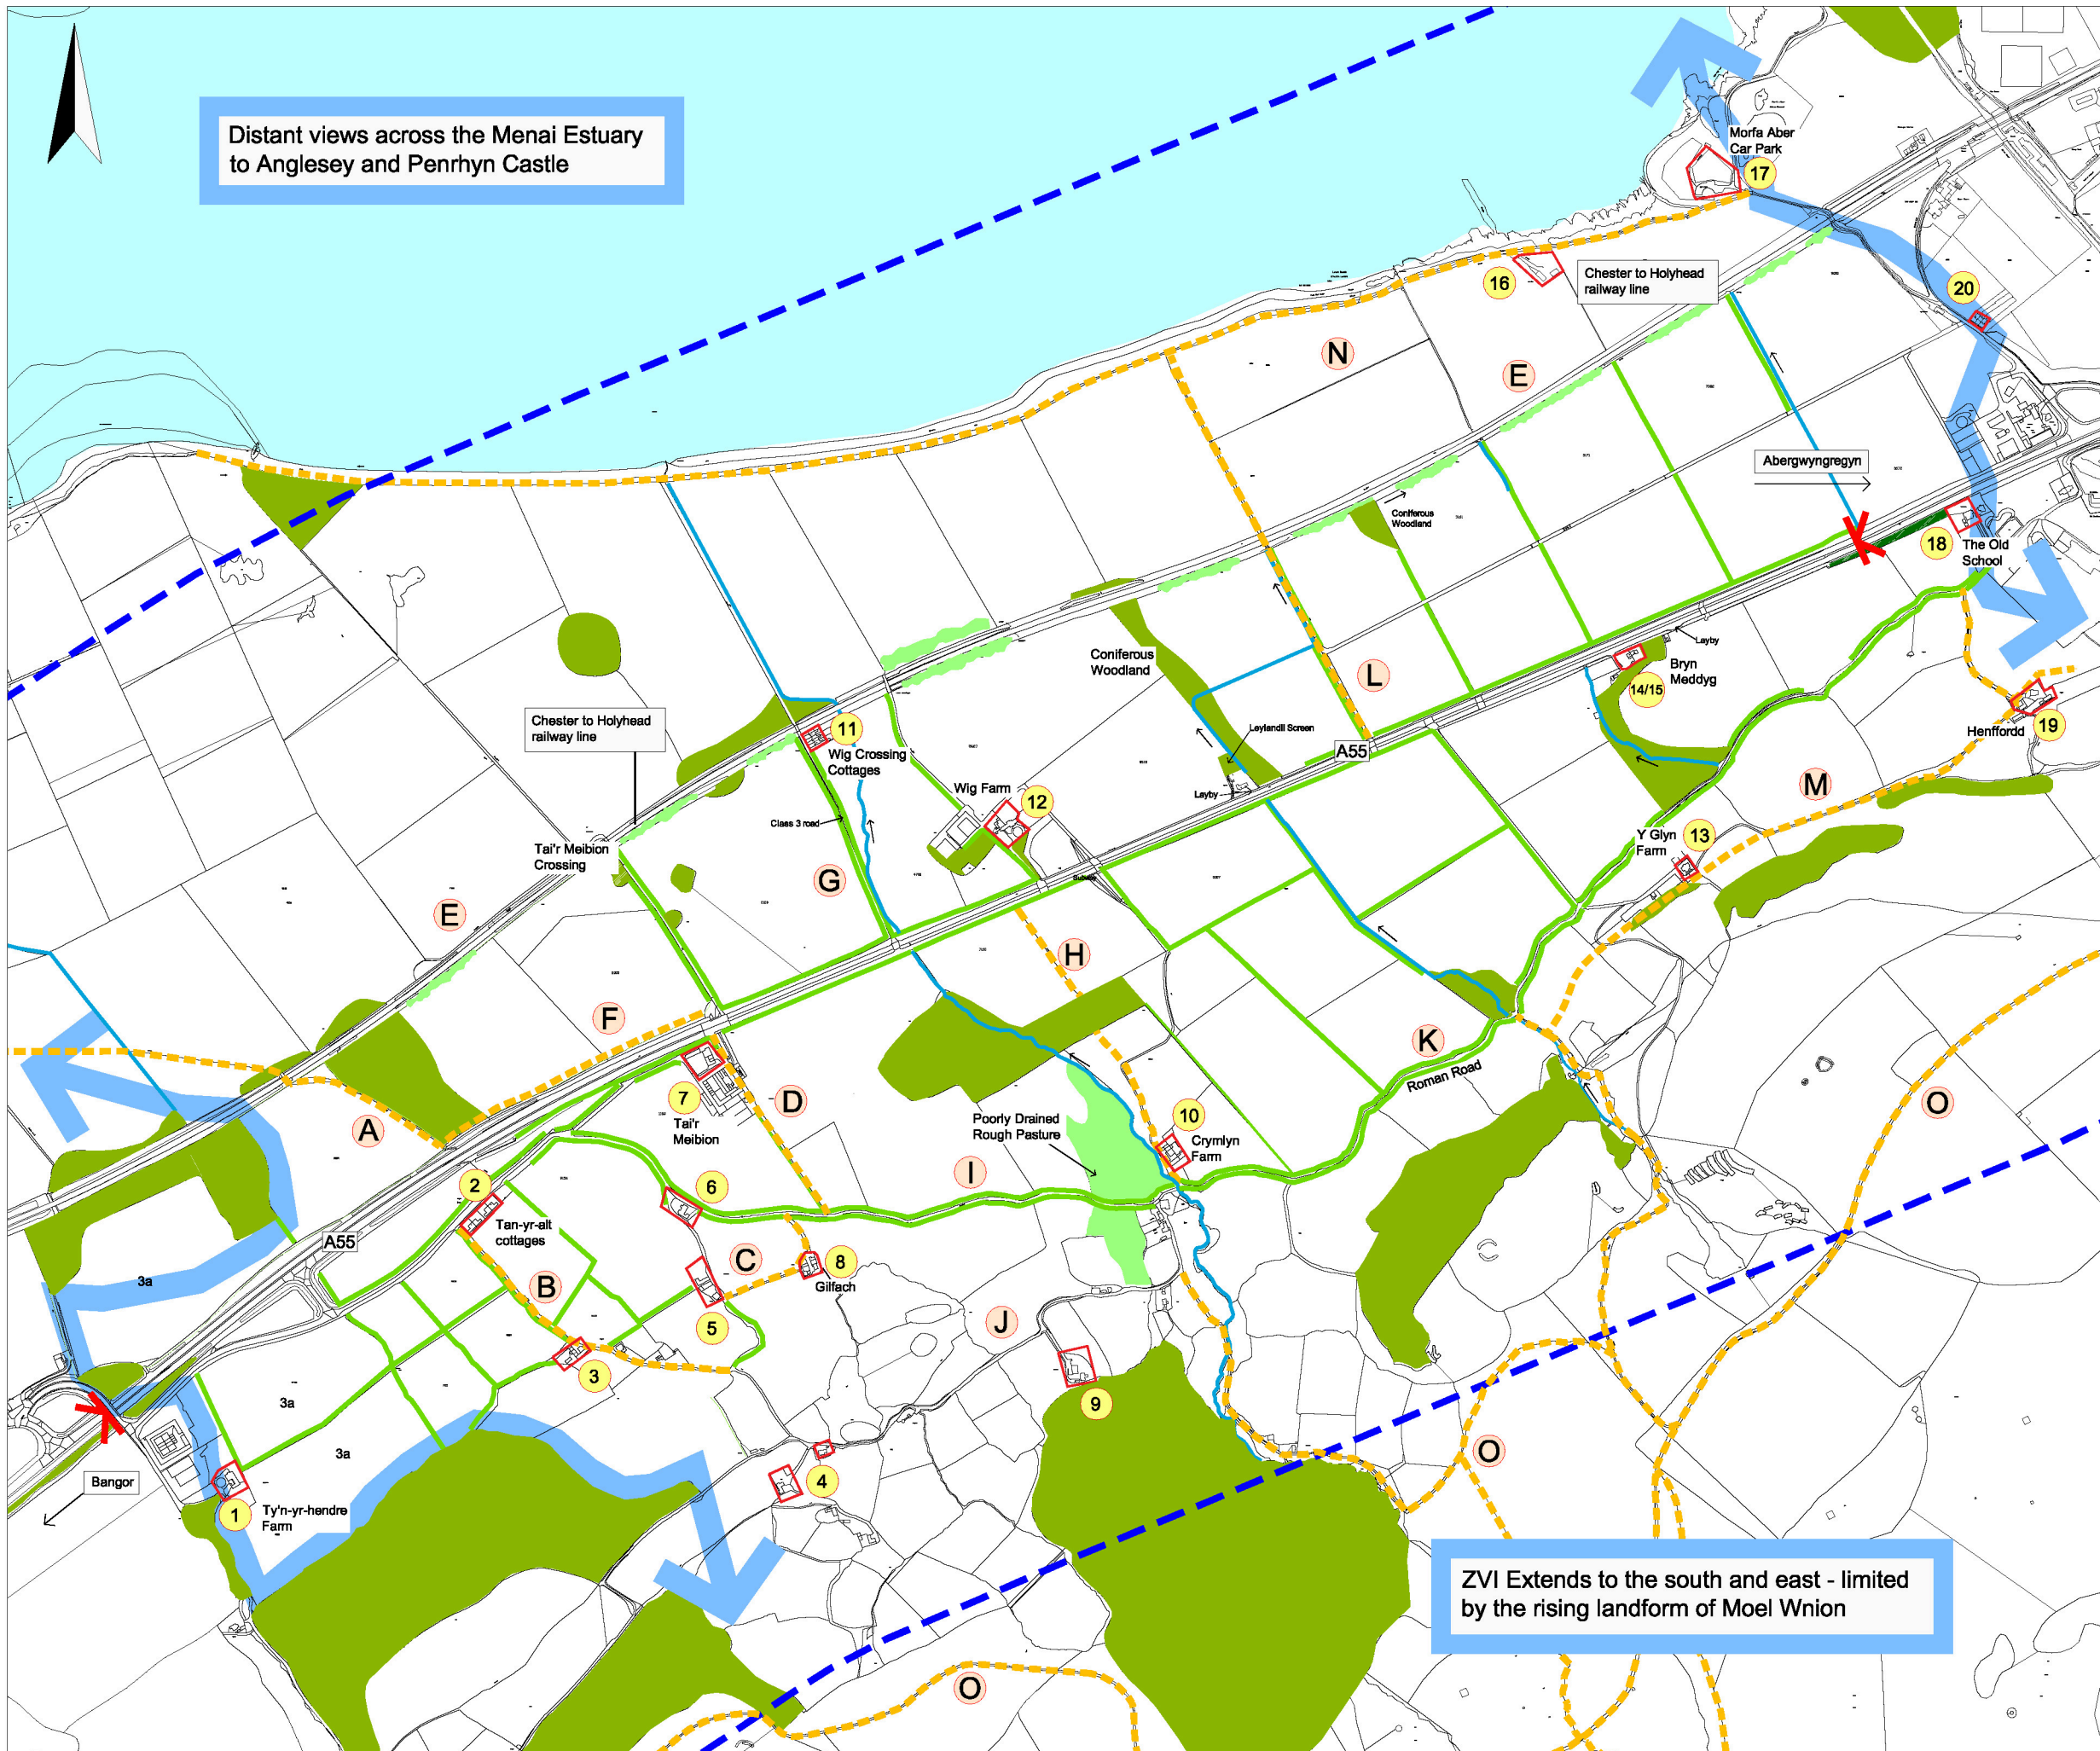 Distant views across the Menai Estuary
to Anglesey and Penrhyn Castle
Morfa Aber
Car Park
17
16
Chester to Holyhead
railway line
20
N
E
Abergwyngregyn
Coniferous
Woodland
18
The Old
School
Coniferous
Woodland
L
Layby
Bryn
Meddyg
14/15
Chester to Holyhead
railway line
11
Wig Crossing
Cottages
Leylandii Screen
A55
Henffordd
19
Layby
Wig Farm
12
M
Class 3 road
Y Glyn
Farm
13
Tai'r Meibion
Crossing
G
Subway
E
H
F
K
Roman Road
7
Tai'r
Meibion
D
O
A
Poorly Drained
Rough Pasture
10
Crymlyn
Farm
I
2
6
Tan-yr-alt
cottages
A55
3a
B
C
8
Gilfach
5
J
3
3a
9
3a
O
Bangor
4
1
Ty'n-yr-hendre
Farm
ZVI Extends to the south and east - limited
by the rising landform of Moel Wnion
O